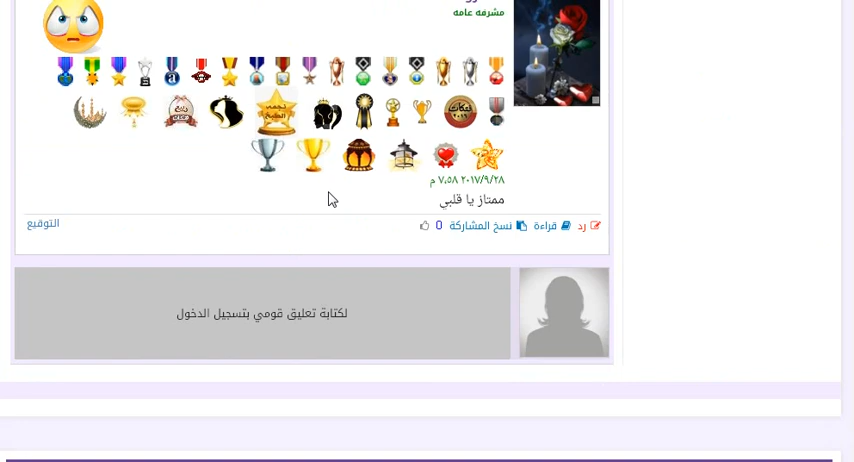 مشرفه عامه
٢٠١٧/٩/٢٨ ٧،٥٨ م
ممتاز يا قلبي
رد قراءة نسخ المشاركة 0 التوقيع
لكتابة تعليق قومي بتسجيل الدخول